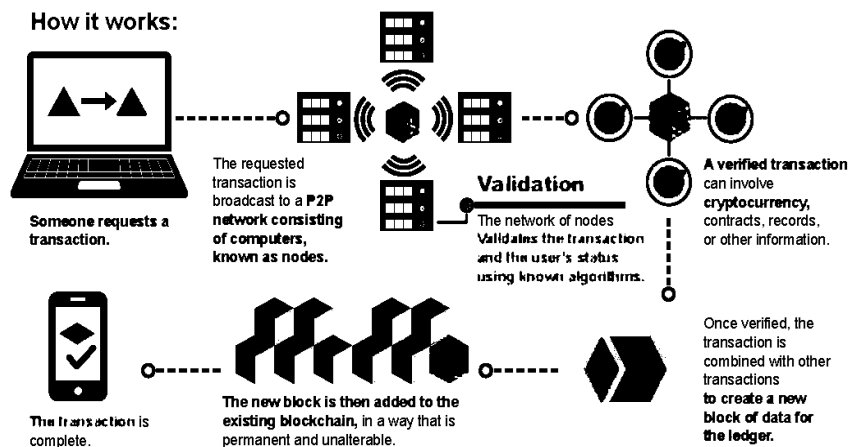 How it works:
Someone requests a
transaction.
The requested
transaction is
broadcast to a P2P
network consisting
of computers,
known as nodes.
Validation
The network of nodes
Validates the transaction
and the user's status
using known algorithms.
A verified transaction
can involve
cryptocurrency,
contracts, records,
or other information.
Once verified, the
transaction is
combined with other
transactions
to create a new
block of data for
the ledger.
The new block is then added to the
existing blockchain, in a way that is
permanent and unalterable.
The transaction is
complete.